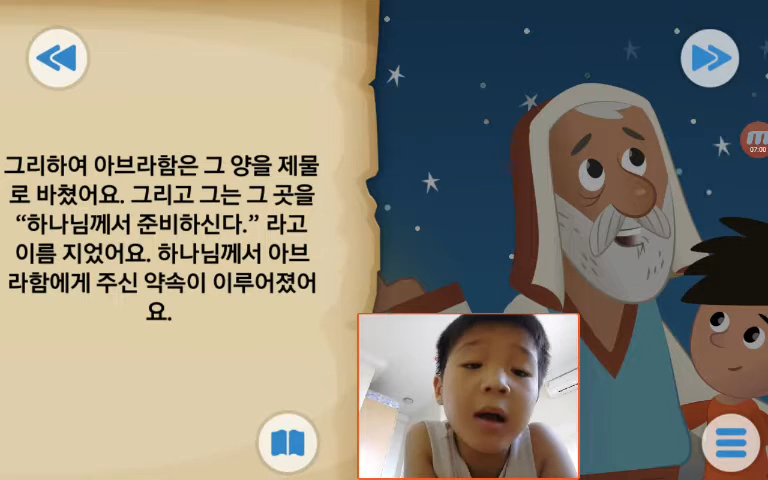 그리하여 아브라함은 그 양을 제물
로 바쳤어요. 그리고 그는 그 곳을
“하나님께서 준비하신다.” 라고
이름 지었어요. 하나님께서 아브
라함에게 주신 약속이 이루어졌어
요.
07:00